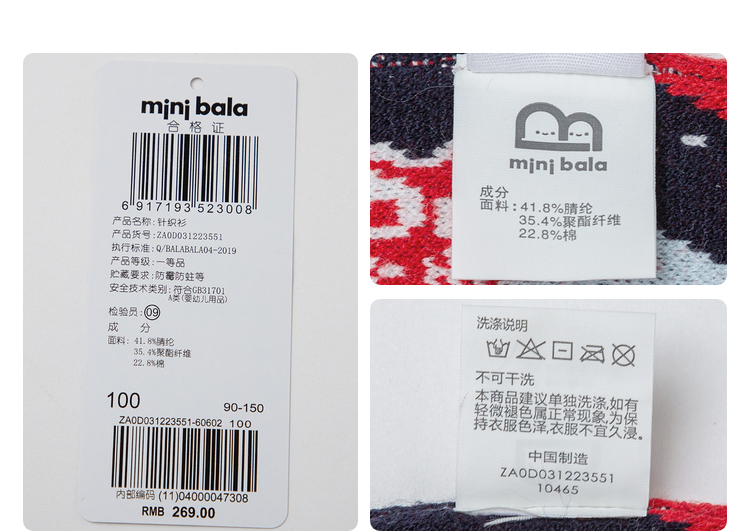 mini bala
合格证
6 917193 523008
产品名称:针织衫
产品货号:ZA0D031223551
执行标准:Q/BALABALA04-2019
产品等级:一等品
贮藏要求:防霉防蛀等
安全技术类别:符合GB31701
A类(婴幼儿用品)
检验员:09
成 分
面料:41.8%腈纶
35.4%聚酯纤维
22.8%棉
100 90-150
ZA0D031223551-60602 100
内部编码 (11)04000047308
RMB 269.00
mini bala
成分
面料:41.8%腈纶
35.4%聚酯纤维
22.8%棉
洗涤说明
不可干洗
本商品建议单独洗涤,如有
轻微褪色属正常现象,为保
持衣服色泽,衣服不宜久浸。
中国制造
ZA0D031223551
10465